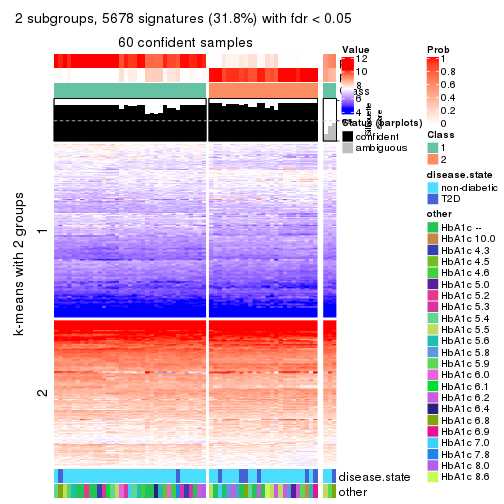 2 subgroups, 5678 signatures (31.8%) with fdr < 0.05
60 confident samples
k-means with 2 groups
1
2
disease.state
other
Value
12
10
8
6
4
Status (barplots)
confident
ambiguous
Silhouette
score
Prob
1
0.8
0.6
0.4
0.2
0
Class
1
2
disease.state
non-diabetic
T2D
other
HbA1c --
HbA1c 10.0
HbA1c 4.3
HbA1c 4.5
HbA1c 4.6
HbA1c 5.0
HbA1c 5.2
HbA1c 5.3
HbA1c 5.4
HbA1c 5.5
HbA1c 5.6
HbA1c 5.8
HbA1c 5.9
HbA1c 6.0
HbA1c 6.1
HbA1c 6.2
HbA1c 6.4
HbA1c 6.8
HbA1c 6.9
HbA1c 7.0
HbA1c 7.8
HbA1c 8.0
HbA1c 8.6